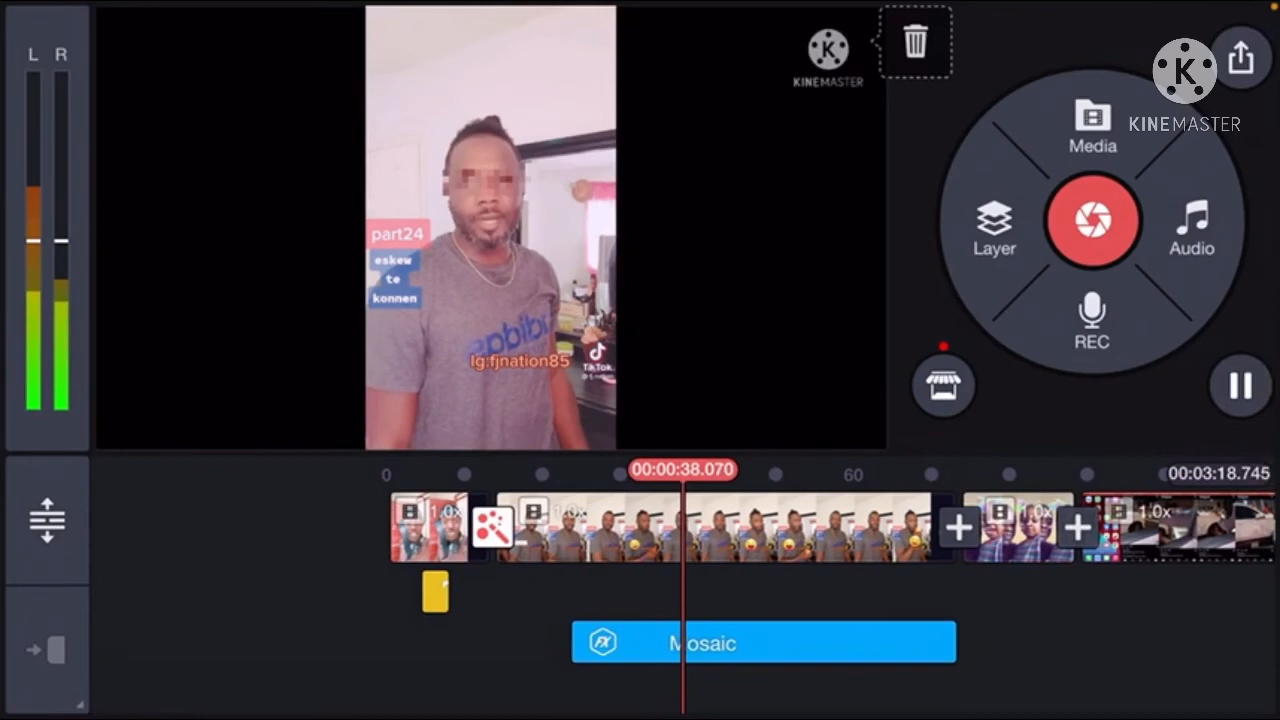 L R
KINEMASTER
KINEMASTER
Media
Layer
Audio
REC
part24
eskew
te
konnen
Ig:fjnation85
TikTok
0
00:00:38.070
60
00:03:18.745
1.0x
1.0x
1.0x
1.0x
FX
Mosaic